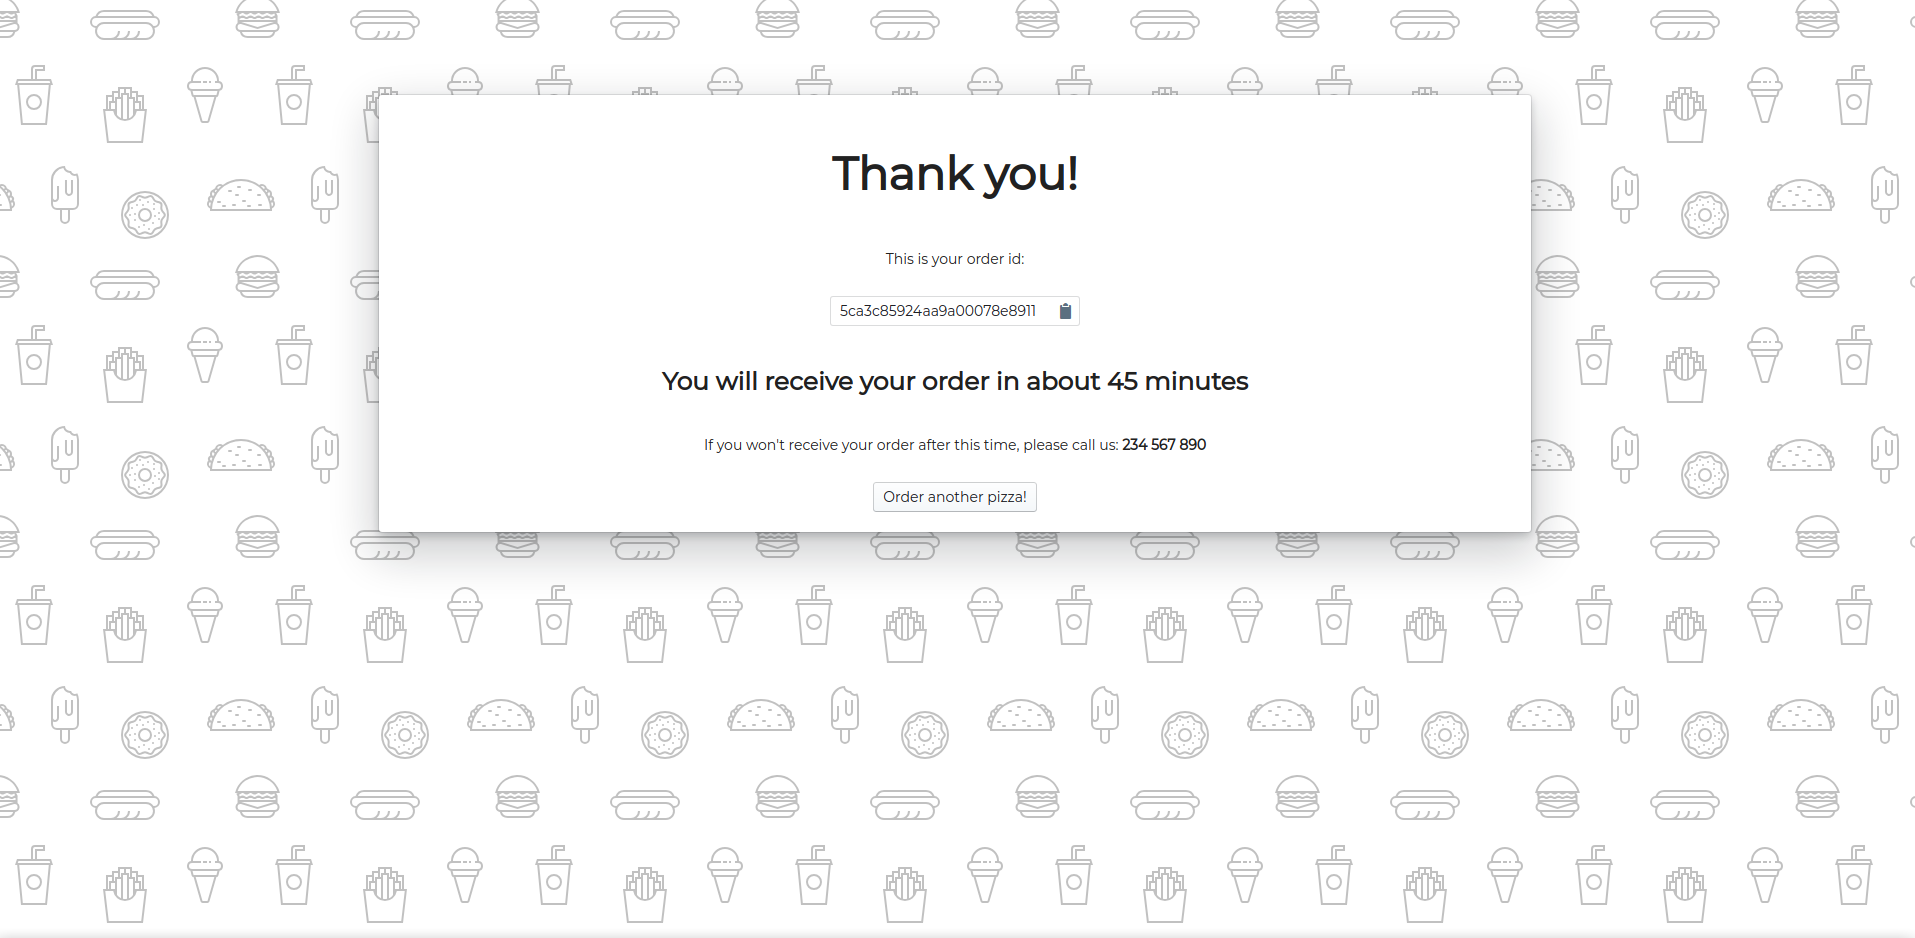 Thank you!
This is your order id:
5ca3c85924aa9a00078e8911
You will receive your order in about 45 minutes
If you won't receive your order after this time, please call us: 234 567 890
Order another pizza!